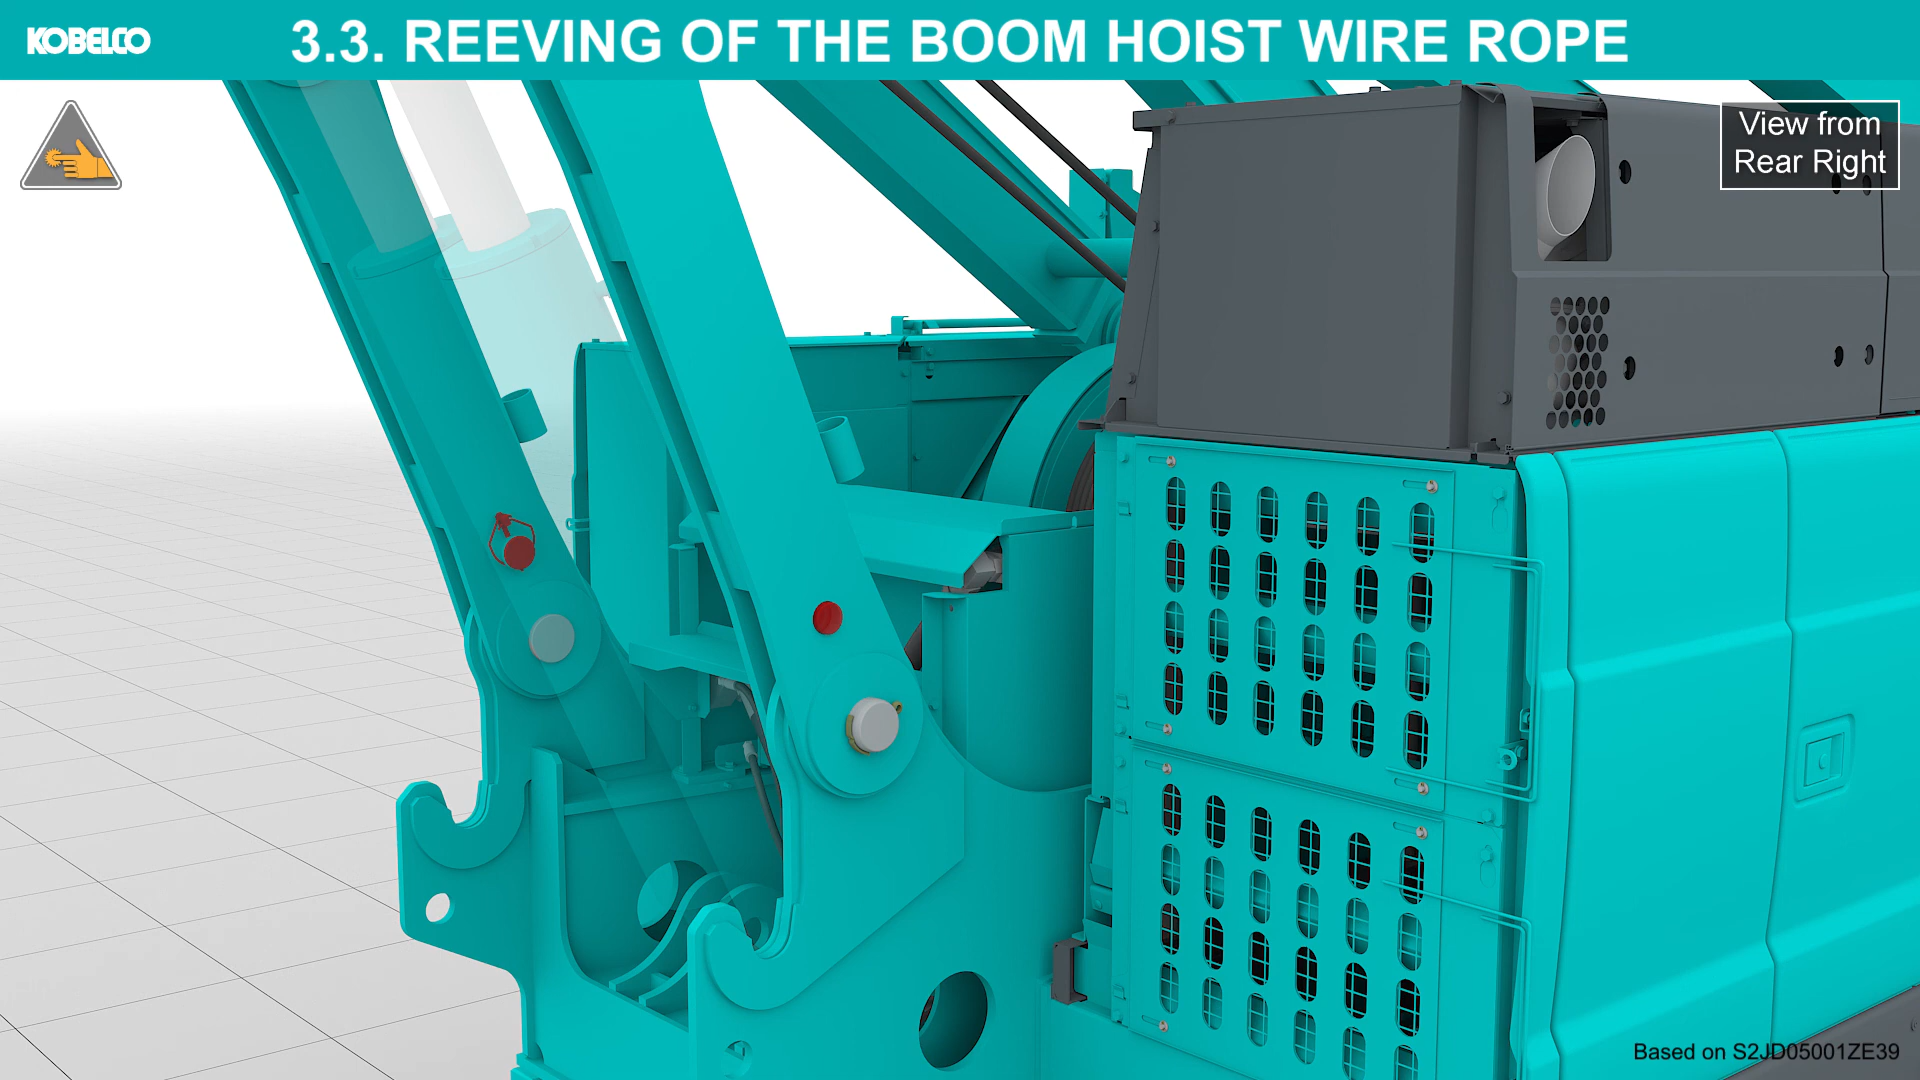 KOBELCO
3.3. REEVING OF THE BOOM HOIST WIRE ROPE
View from
Rear Right
Based on S2JD05001ZE39